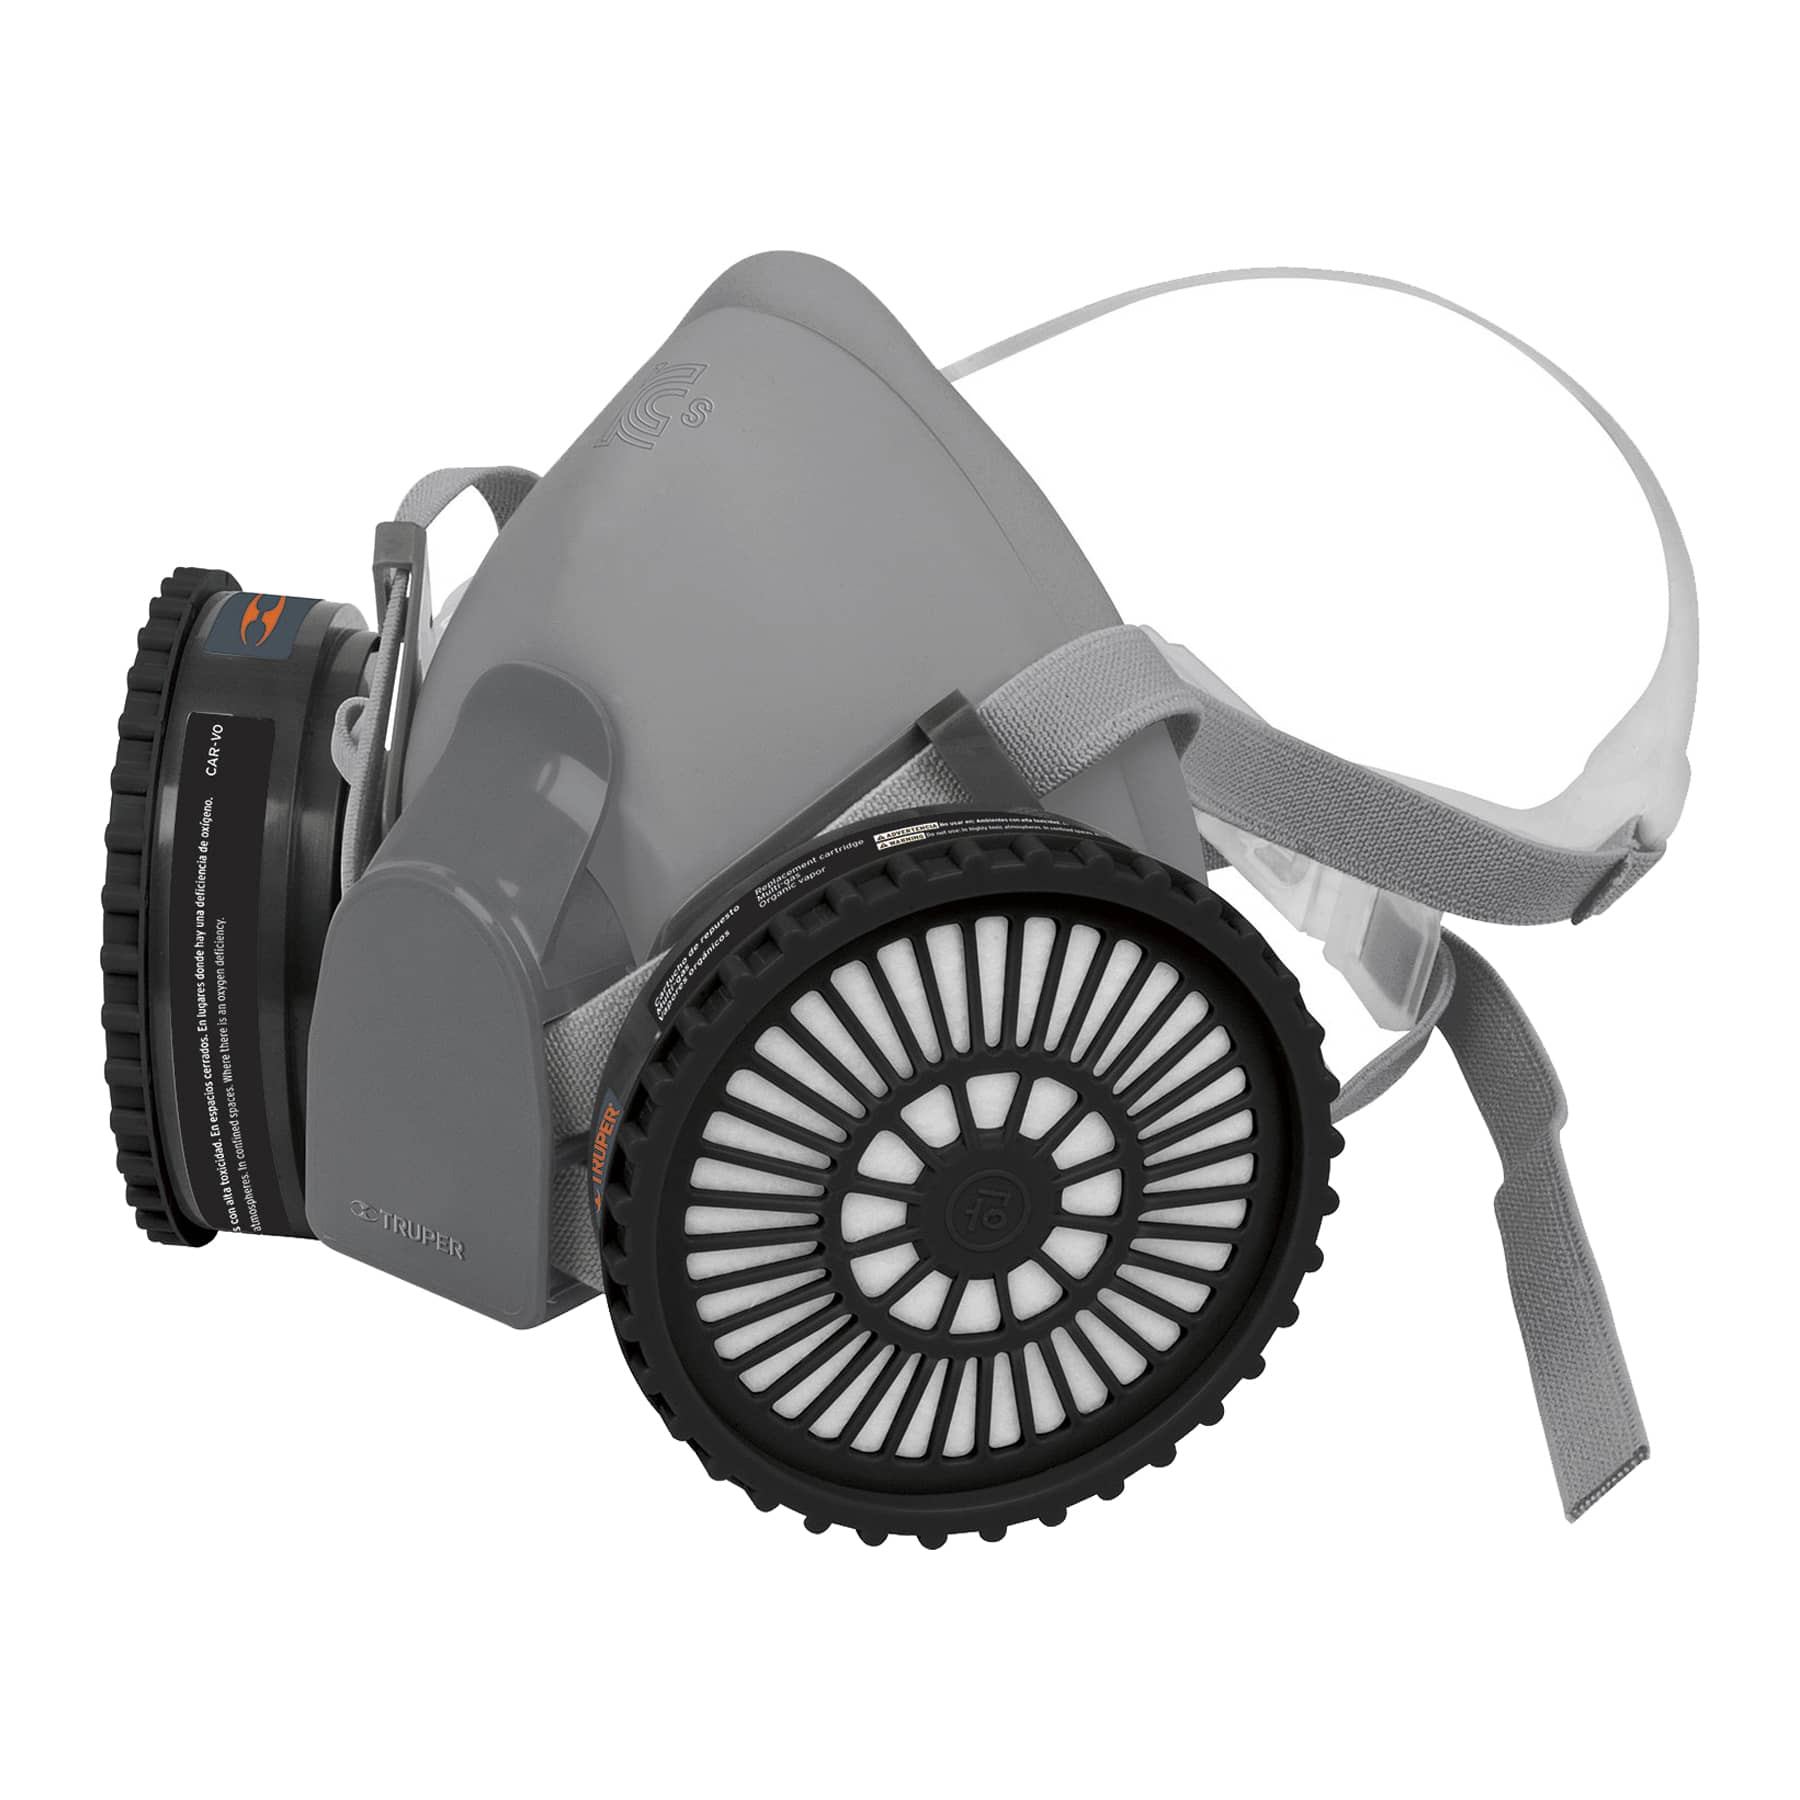 S
CAR-VO
s con alta toxicidad. En espacios cerrados. En lugares donde hay una deficiencia de oxígeno.
atmospheres. In confined spaces. Where there is an oxygen deficiency.
TRUPER
TRUPER®
Cartucho de repuesto
Multi-gas
Vapores orgánicos
Replacement cartridge
Multi-gas
Organic vapor
ADVERTENCIA No usar en: Ambientes con alta toxicidad.
WARNING Do not use: In highly toxic atmospheres. In confined spaces.